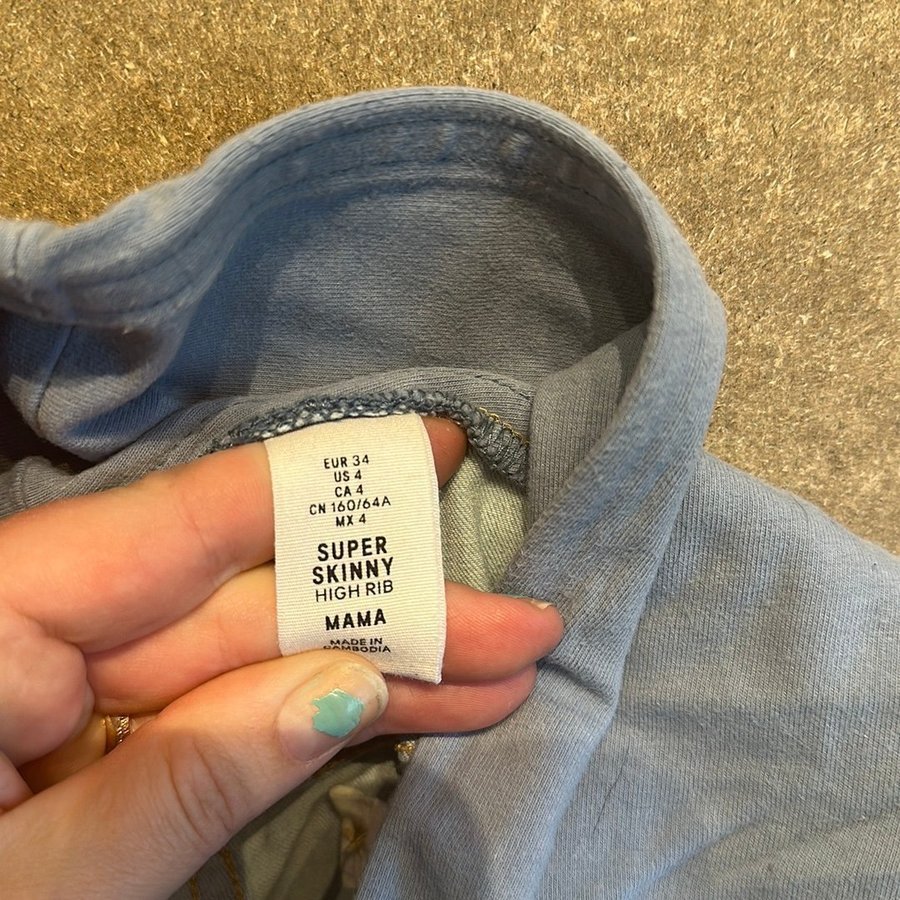 EUR 34
US 4
CA 4
CN 160/64A
MX 4
SUPER
SKINNY
HIGH RIB
MAMA
MADE IN
CAMBODIA